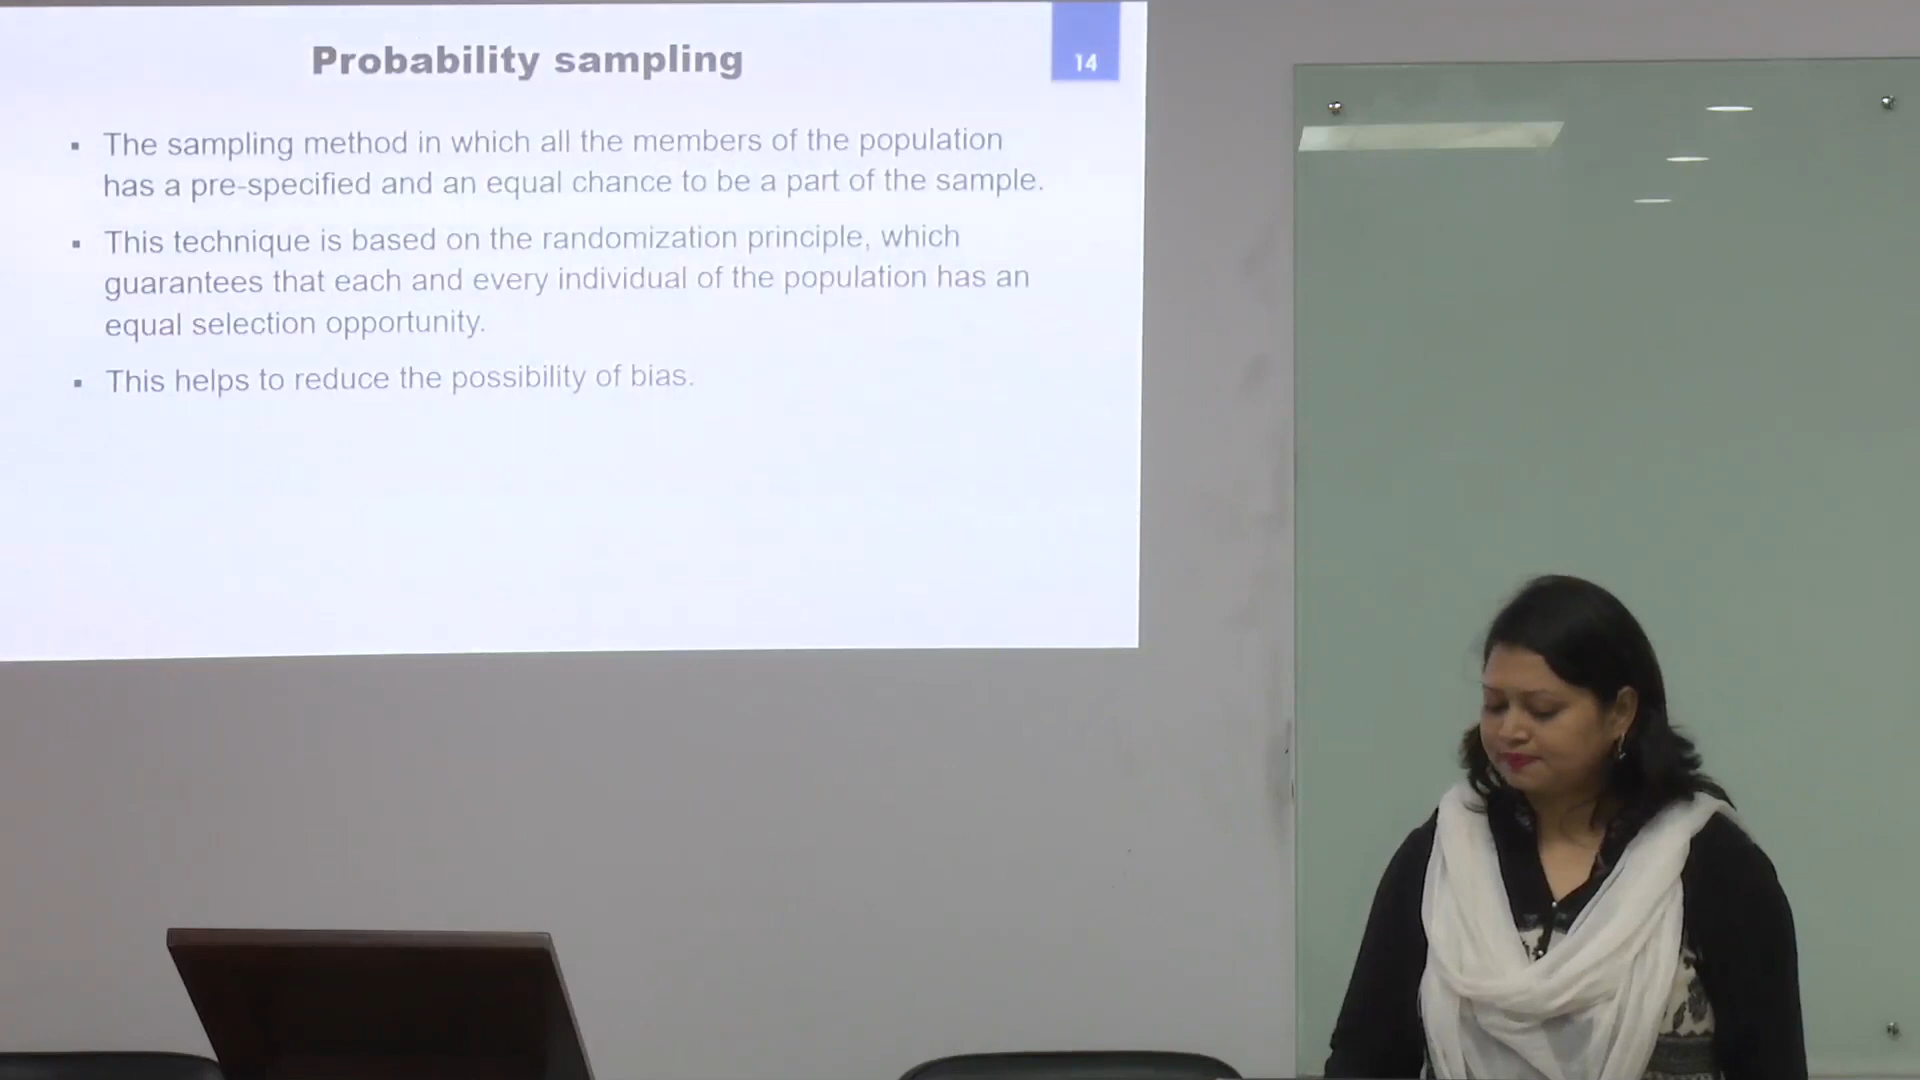 Probability sampling
14
▪ The sampling method in which all the members of the population
has a pre-specified and an equal chance to be a part of the sample.
▪ This technique is based on the randomization principle, which
guarantees that each and every individual of the population has an
equal selection opportunity.
▪ This helps to reduce the possibility of bias.